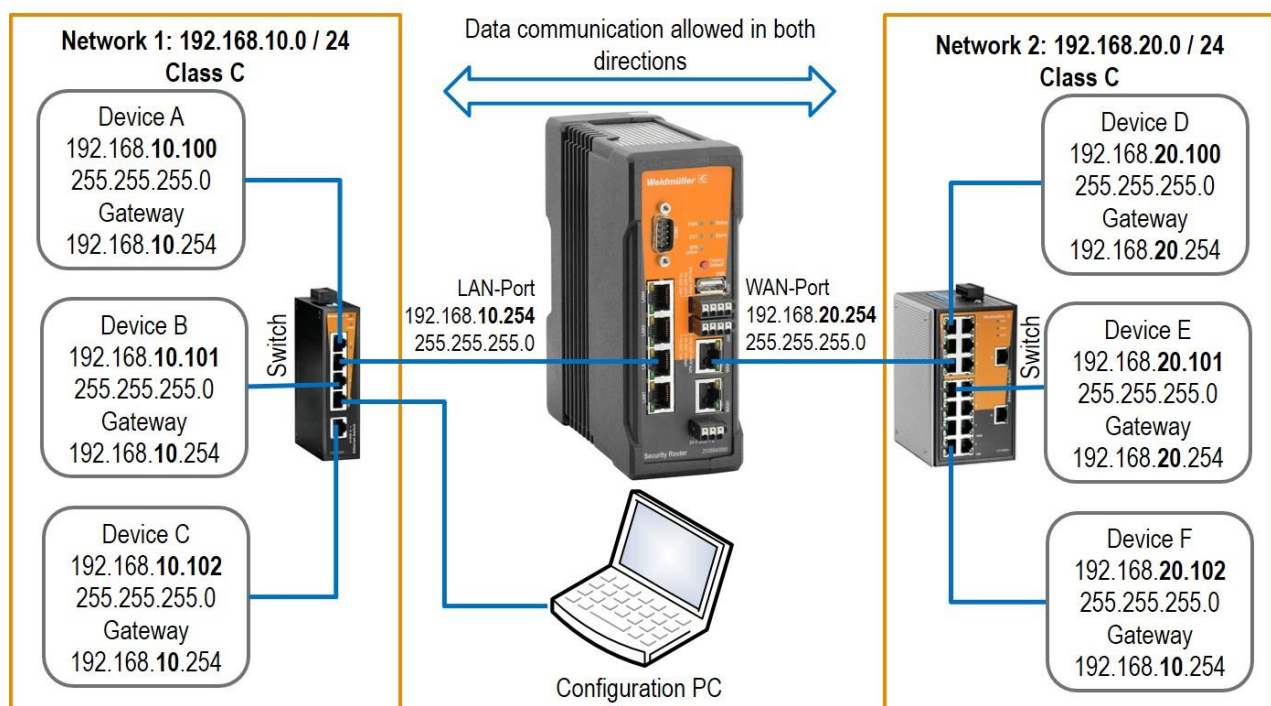 Network 1: 192.168.10.0 / 24
Class C
Device A
192.168.10.100
255.255.255.0
Gateway
192.168.10.254
Device B
192.168.10.101
255.255.255.0
Gateway
192.168.10.254
Device C
192.168.10.102
255.255.255.0
Gateway
192.168.10.254
Switch
Data communication allowed in both
directions
LAN-Port
192.168.10.254
255.255.255.0
Weidmüller
Security Router
WAN-Port
192.168.20.254
255.255.255.0
Configuration PC
Network 2: 192.168.20.0 / 24
Class C
Switch
Device D
192.168.20.100
255.255.255.0
Gateway
192.168.20.254
Device E
192.168.20.101
255.255.255.0
Gateway
192.168.20.254
Device F
192.168.20.102
255.255.255.0
Gateway
192.168.10.254